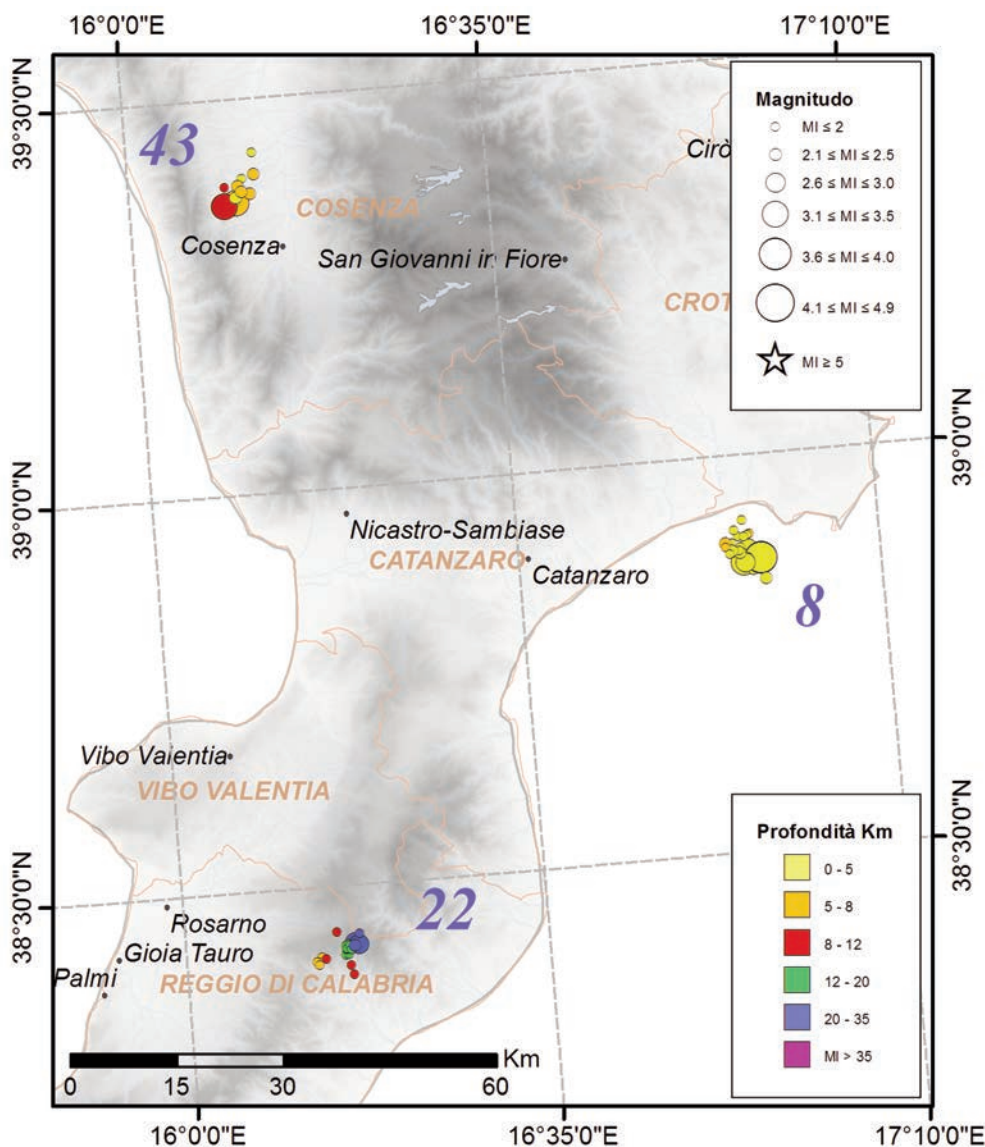 16°0'0"E 16°35'0"E 17°10'0"E
39°30'0"N
39°0'0"N
38°30'0"N
39°0'0"N
38°30'0"N
Magnitudo
Ml ≤ 2
2.1 ≤ Ml ≤ 2.5
2.6 ≤ Ml ≤ 3.0
3.1 ≤ Ml ≤ 3.5
3.6 ≤ Ml ≤ 4.0
4.1 ≤ Ml ≤ 4.9
Ml ≥ 5
43
Cirò
COSENZA
Cosenza
San Giovanni in Fiore
CROT
Nicastro-Sambiase
CATANZARO
Catanzaro
8
Vibo Valentia
VIBO VALENTIA
22
Rosarno
Gioia Tauro
Palmi
REGGIO DI CALABRIA
Profondità Km
0 - 5
5 - 8
8 - 12
12 - 20
20 - 35
Ml > 35
Km
0 15 30 60
16°0'0"E 16°35'0"E 17°10'0"E